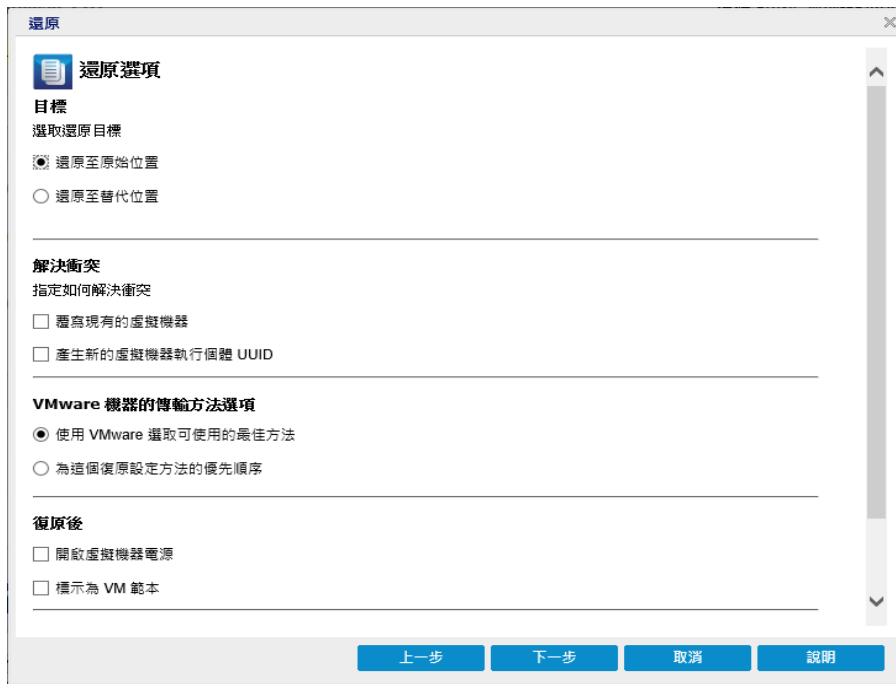 還原
還原選項
目標
選取還原目標
還原至原始位置
還原至替代位置
解決衝突
指定如何解決衝突
覆寫現有的虛擬機器
產生新的虛擬機器執行個體 UUID
VMware 機器的傳輸方法選項
使用 VMware 選取可使用的最佳方法
為這個復原設定方法的優先順序
復原後
開啟虛擬機器電源
標示為 VM 範本
上一步
下一步
取消
說明